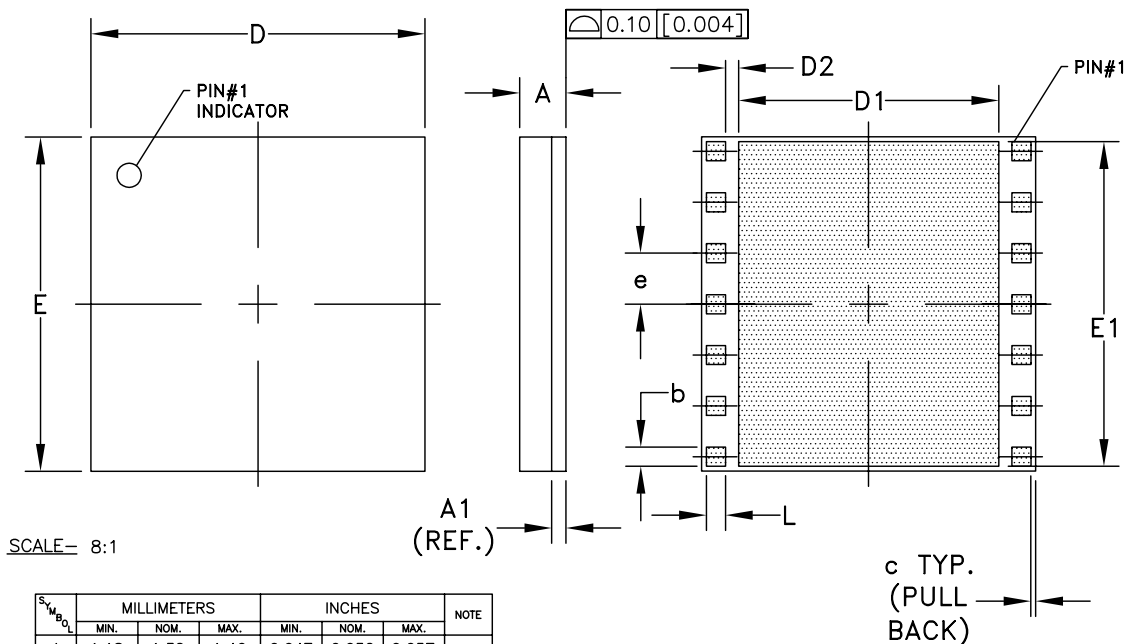 0.10 [0.004]
D
A
D2
PIN#1
PIN#1
INDICATOR
D1
e
E
E1
b
A1
(REF.)
L
SCALE- 8:1
c TYP.
(PULL
BACK)
SYMBOL MILLIMETERS INCHES NOTE
MIN. NOM. MAX. MIN. NOM. MAX.